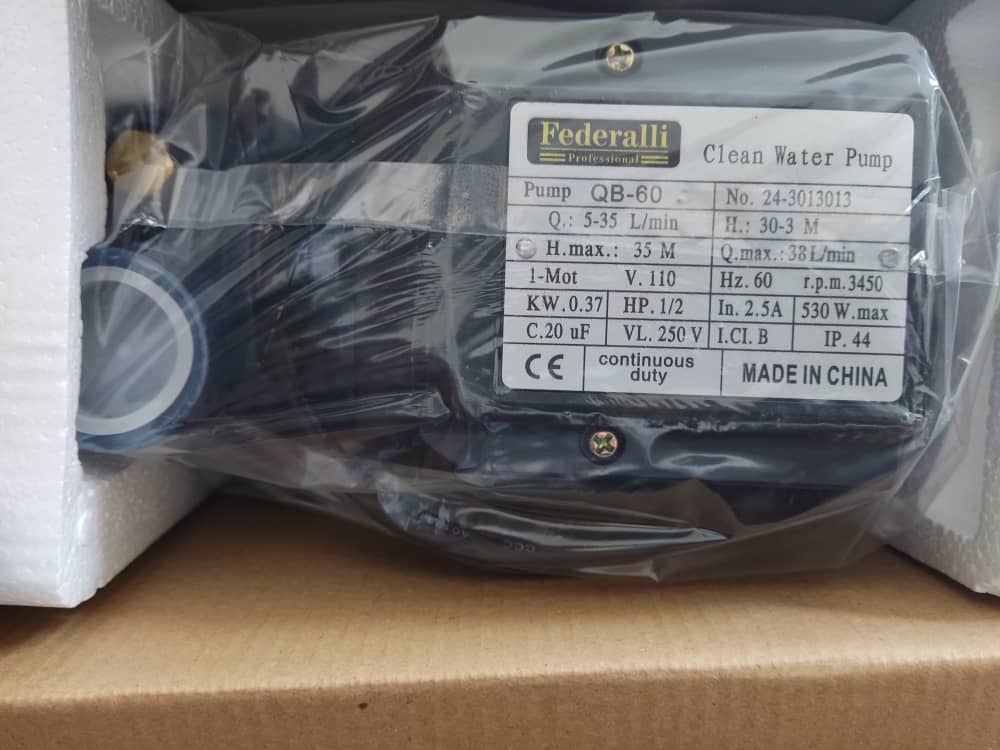 Federalli
Professional
Clean Water Pump
Pump QB-60 No. 24-3013013
Q.: 5-35 L/min H.: 30-3 M
H.max.: 35 M Q.max.:38L/min
1-Mot V. 110 Hz. 60 r.p.m. 3450
KW. 0.37 HP. 1/2 In. 2.5A 530 W.max
C.20 uF VL. 250 V I.CI. B IP. 44
CE continuous duty MADE IN CHINA